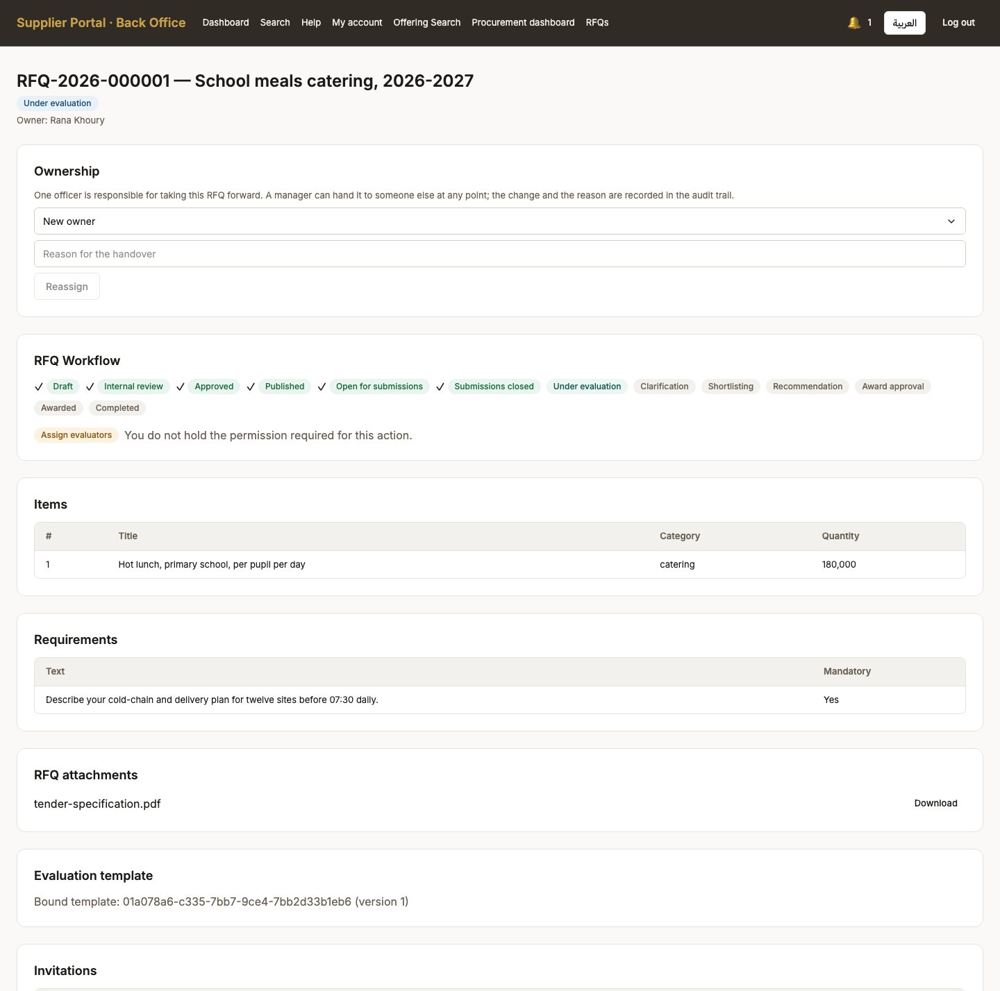 Supplier Portal · Back Office Dashboard Search Help My account Offering Search Procurement dashboard RFQs 1 العربية Log out
RFQ-2026-000001 — School meals catering, 2026-2027
Under evaluation
Owner: Rana Khoury
Ownership
One officer is responsible for taking this RFQ forward. A manager can hand it to someone else at any point; the change and the reason are recorded in the audit trail.
New owner
Reason for the handover
Reassign
RFQ Workflow
✓ Draft ✓ Internal review ✓ Approved ✓ Published ✓ Open for submissions ✓ Submissions closed Under evaluation Clarification Shortlisting Recommendation Award approval
Awarded Completed
Assign evaluators You do not hold the permission required for this action.
Items
# Title Category Quantity
1 Hot lunch, primary school, per pupil per day catering 180,000
Requirements
Text Mandatory
Describe your cold-chain and delivery plan for twelve sites before 07:30 daily. Yes
RFQ attachments
tender-specification.pdf Download
Evaluation template
Bound template: 01a078a6-c335-7bb7-9ce4-7bb2d33b1eb6 (version 1)
Invitations